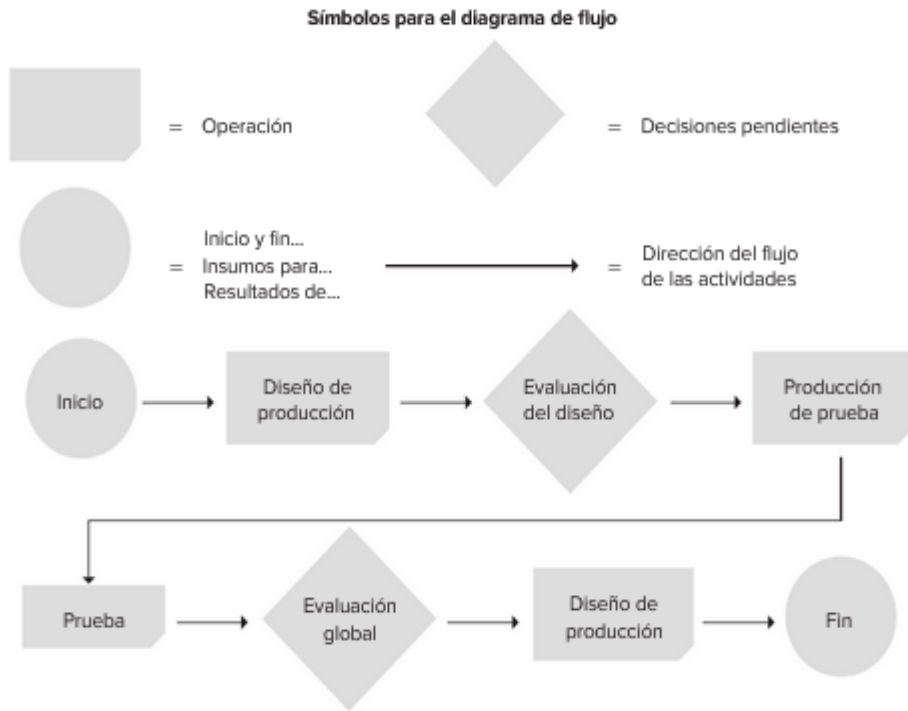 Símbolos para el diagrama de flujo
= Operación
= Decisiones pendientes
Inicio y fin...
= Insumos para...
Resultados de...
= Dirección del flujo
de las actividades
Inicio
Diseño de
producción
Evaluación
del diseño
Producción
de prueba
Prueba
Evaluación
global
Diseño de
producción
Fin